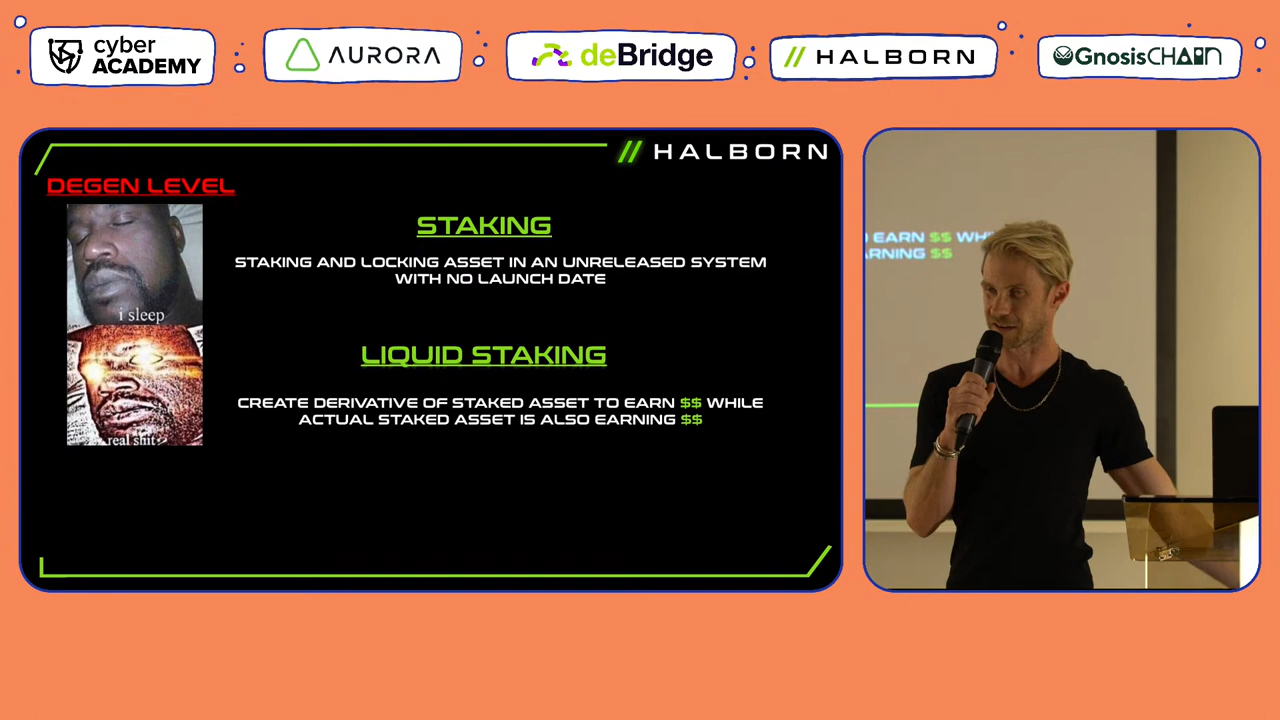 cyber
ACADEMY
AURORA
deBridge
// HALBORN
GnosisCHAIN
// HALBORN
DEGEN LEVEL
STAKING
STAKING AND LOCKING ASSET IN AN UNRELEASED SYSTEM
WITH NO LAUNCH DATE
i sleep
LIQUID STAKING
CREATE DERIVATIVE OF STAKED ASSET TO EARN $$ WHILE
ACTUAL STAKED ASSET IS ALSO EARNING $$
real shit
EARN $$ WHI
ARNING $$